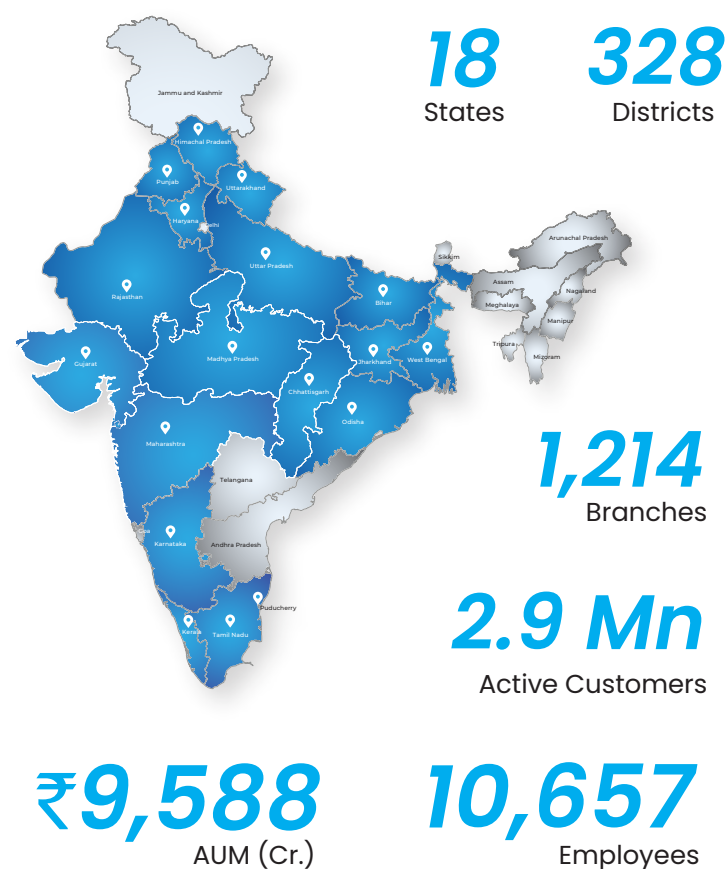 18
States
328
Districts
Jammu and Kashmir
Himachal Pradesh
Punjab
Uttarakhand
Haryana
Delhi
Uttar Pradesh
Rajasthan
Bihar
Sikkim
Arunachal Pradesh
Assam
Nagaland
Meghalaya
Manipur
Tripura
Mizoram
Gujarat
Madhya Pradesh
Jharkhand
West Bengal
Chhattisgarh
Odisha
Maharashtra
Telangana
Goa
Karnataka
Andhra Pradesh
Puducherry
Kerala
Tamil Nadu
1,214
Branches
2.9 Mn
Active Customers
₹9,588
AUM (Cr.)
10,657
Employees